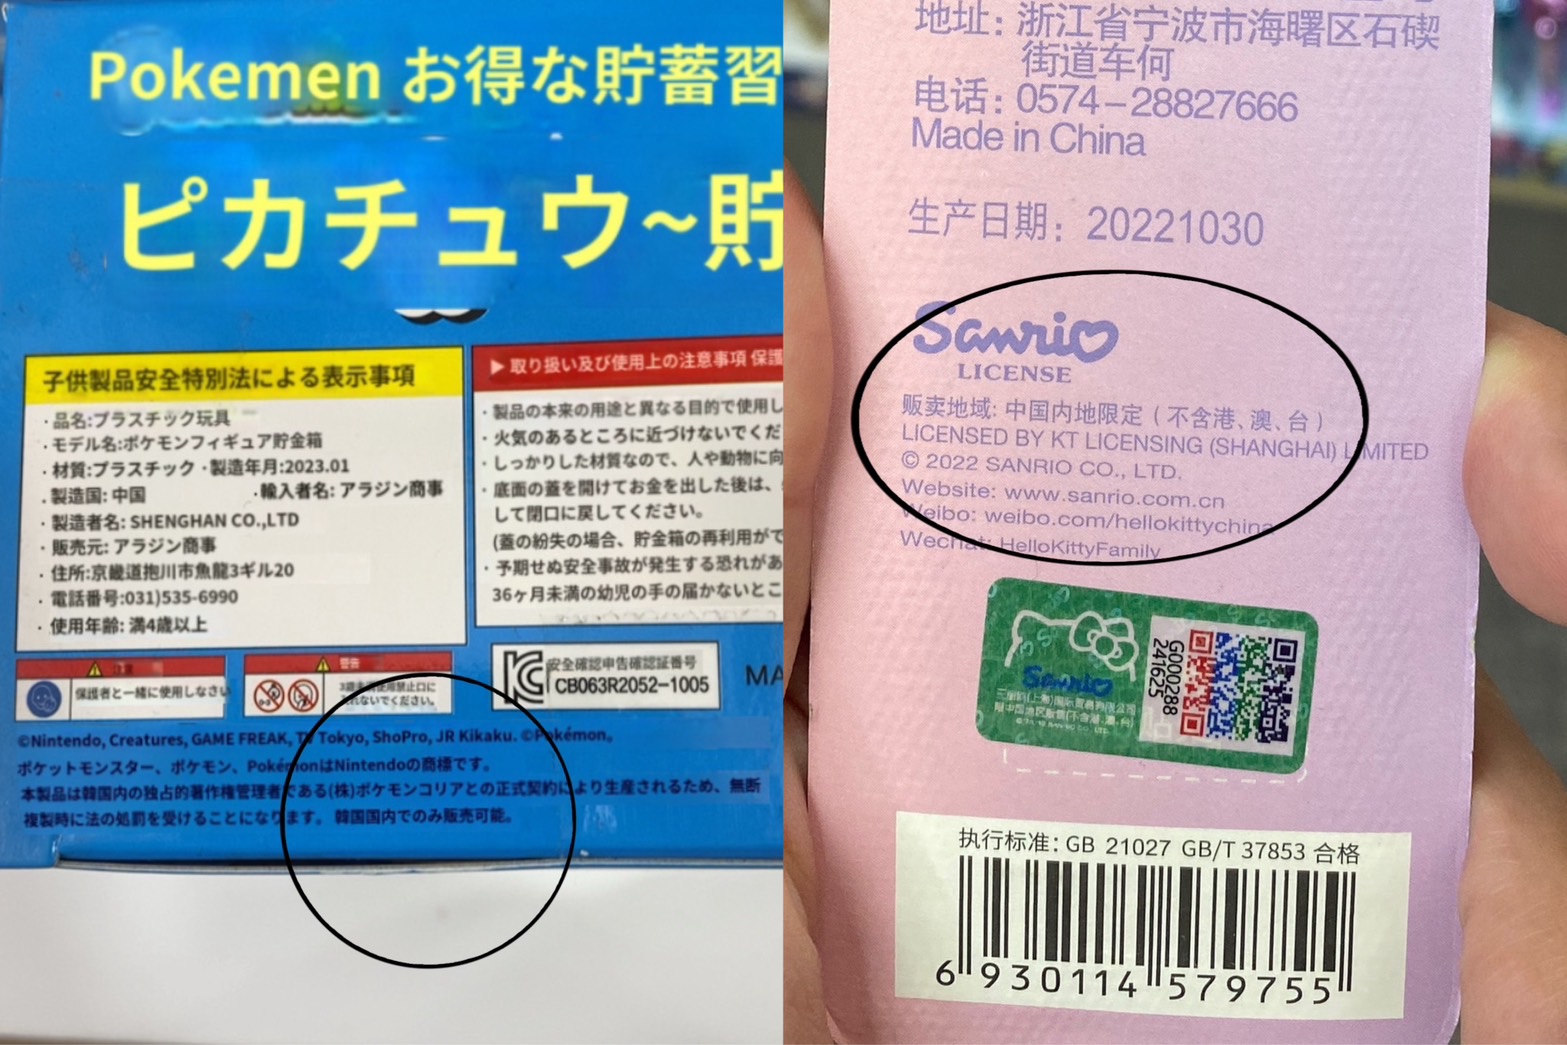 Pokemen お得な貯蓄習
ピカチュウ~貯
子供製品安全特別法による表示事項
· 品名:プラスチック玩具
· モデル名:ポケモンフィギュア貯金箱
· 材質:プラスチック · 製造年月:2023.01
· 製造国: 中国 · 輸入者名: アラジン商事
· 製造者名: SHENGHAN CO.,LTD
· 販売元: アラジン商事
· 住所:京畿道抱川市魚龍3ギル20
· 電話番号:031)535-6990
· 使用年齢: 満4歳以上
▶ 取り扱い及び使用上の注意事項 保護
· 製品の本来の用途と異なる目的で使用し
· 火気のあるところに近づけないでくだ
· しっかりした材質なので、人や動物に向
· 底面の蓋を開けてお金を出した後は、
して閉口に戻してください。
(蓋の紛失の場合、貯金箱の再利用がで
· 予期せぬ安全事故が発生する恐れがあ
36ヶ月未満の幼児の手の届かないとこ
保護者と一緒に使用しなさい
警告
安全確認申告確認証番号
CB063R2052-1005
MA
©Nintendo, Creatures, GAME FREAK, TV Tokyo, ShoPro, JR Kikaku. ©Pokémon。
ポケットモンスター、ポケモン、PokémonはNintendoの商標です。
本製品は韓国内の独占的著作権管理者である(株)ポケモンコリアとの正式契約により生産されるため、無断
複製時に法の処罰を受けることになります。 韓国国内でのみ販売可能。
地址: 浙江省宁波市海曙区石碶
街道车何
电话: 0574-28827666
Made in China
生产日期: 20221030
Sanrio
LICENSE
贩卖地域: 中国内地限定 ( 不含港、澳、台 )
LICENSED BY KT LICENSING (SHANGHAI) LIMITED
© 2022 SANRIO CO., LTD.
Website: www.sanrio.com.cn
Weibo: weibo.com/hellokittychina
Wechat: HelloKittyFamily
Sanrio
G0000288
241625
执行标准: GB 21027 GB/T 37853 合格
6 930114 579755